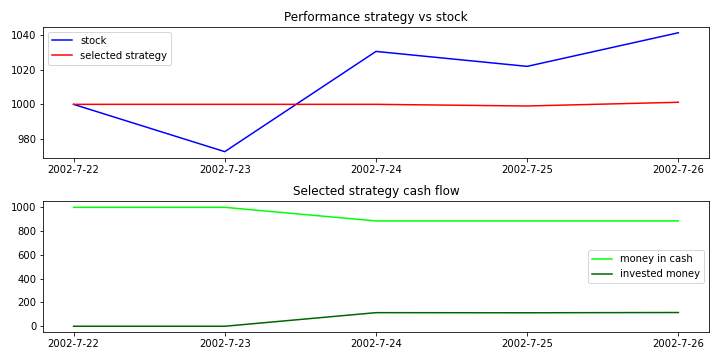 Performance strategy vs stock
1040
1020
1000
980
stock
selected strategy
2002-7-22 2002-7-23 2002-7-24 2002-7-25 2002-7-26
Selected strategy cash flow
1000
800
600
400
200
0
money in cash
invested money
2002-7-22 2002-7-23 2002-7-24 2002-7-25 2002-7-26